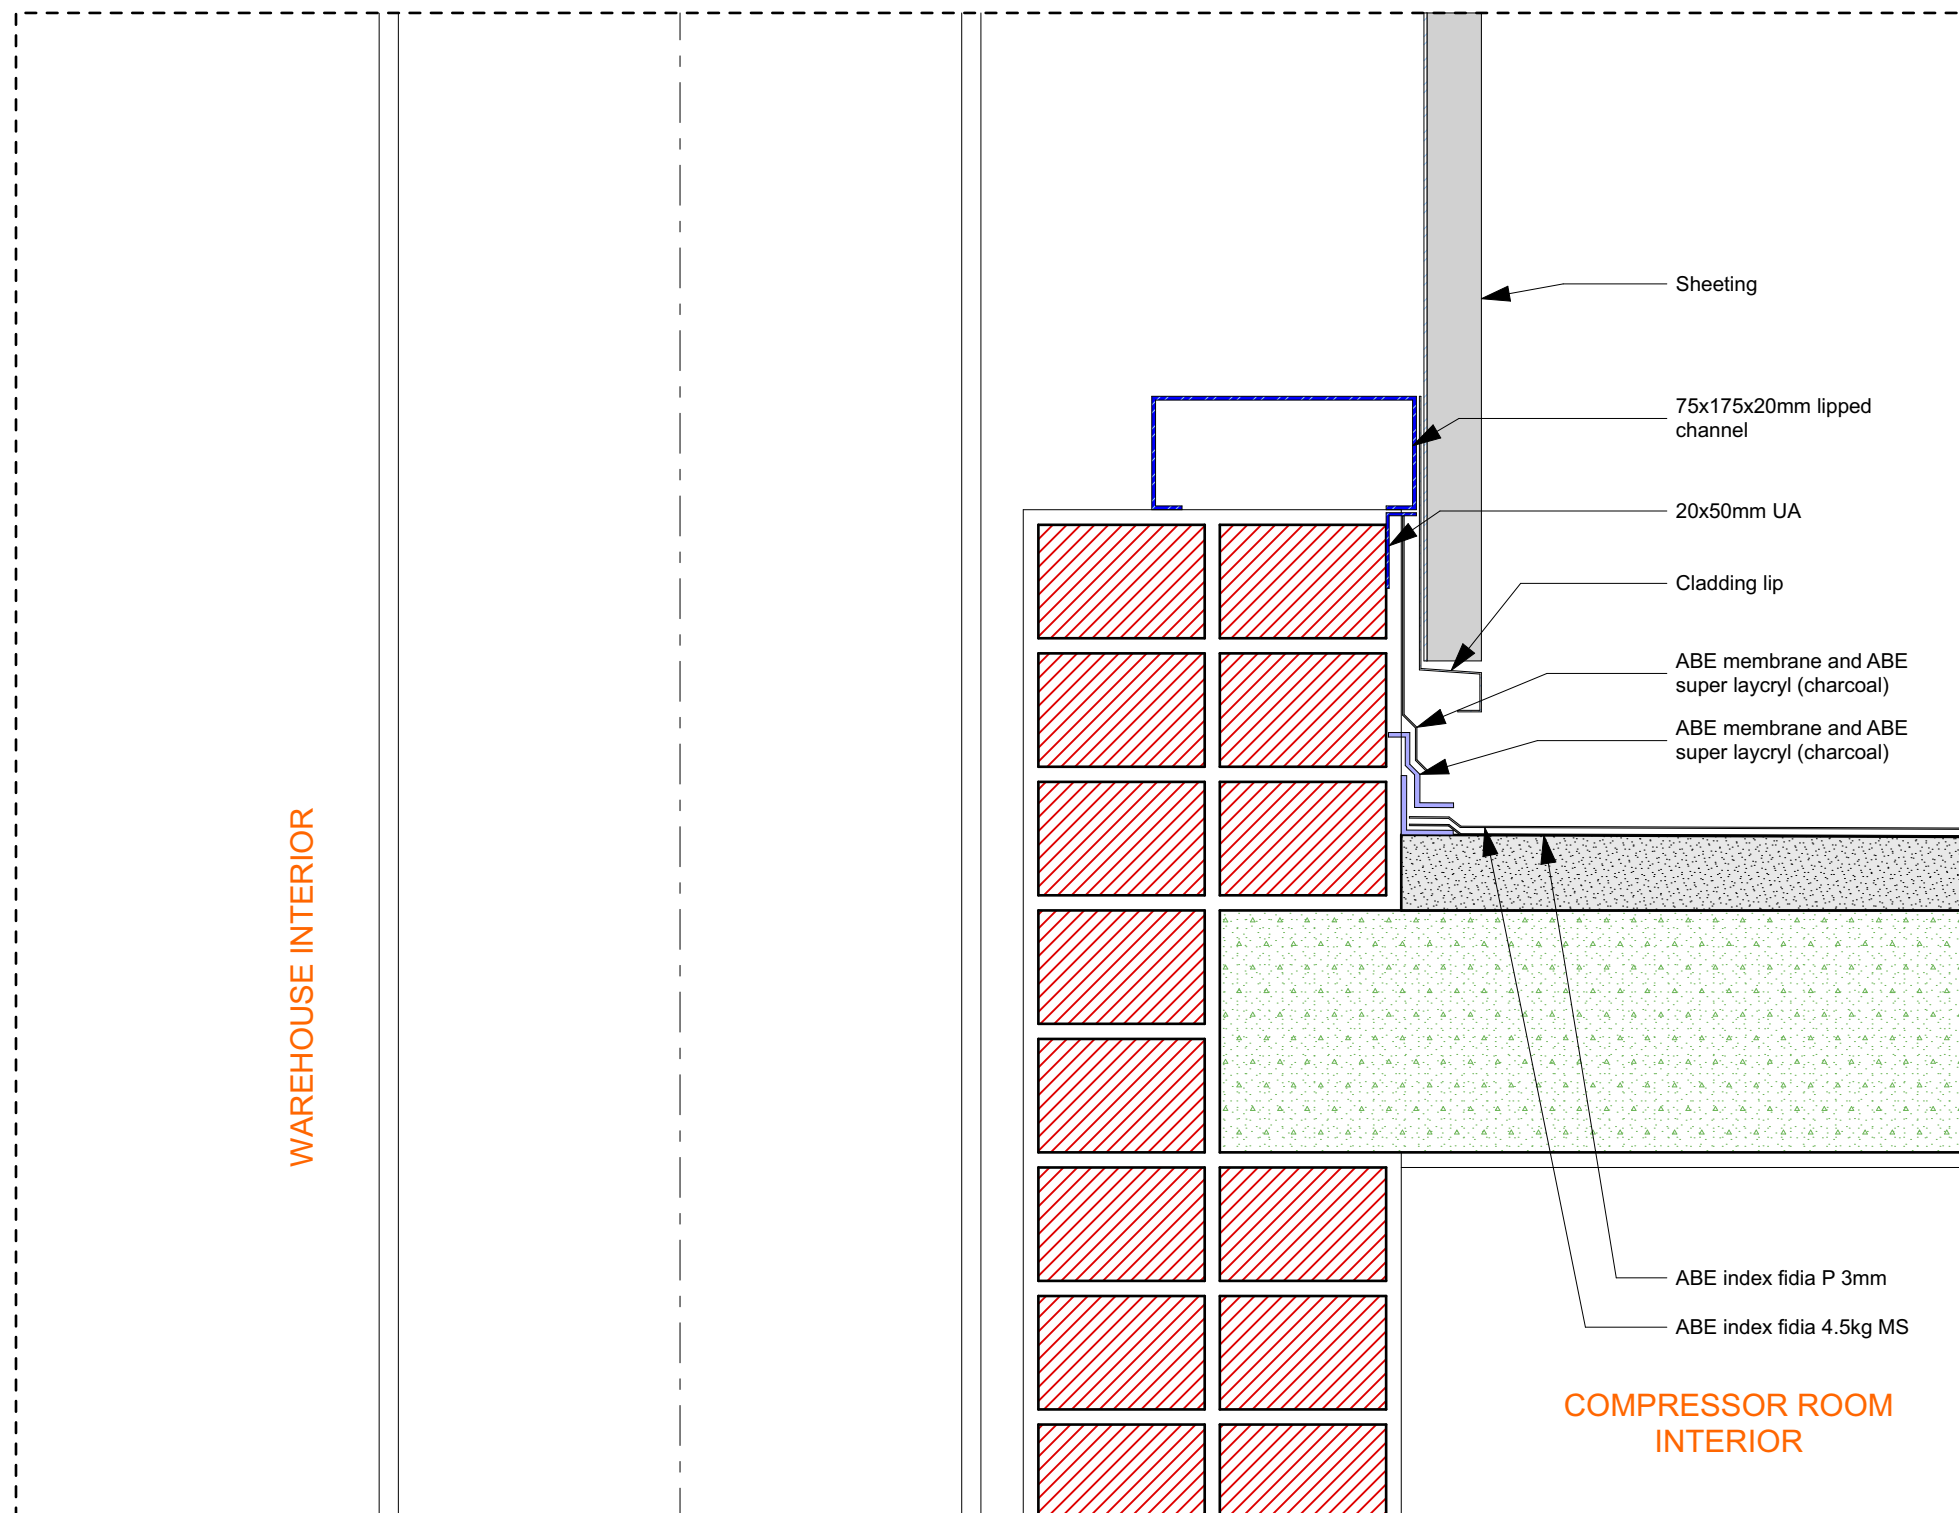 Sheeting
75x175x20mm lipped
channel
20x50mm UA
Cladding lip
ABE membrane and ABE
super laycryl (charcoal)
ABE membrane and ABE
super laycryl (charcoal)
WAREHOUSE INTERIOR
ABE index fidia P 3mm
ABE index fidia 4.5kg MS
COMPRESSOR ROOM
INTERIOR